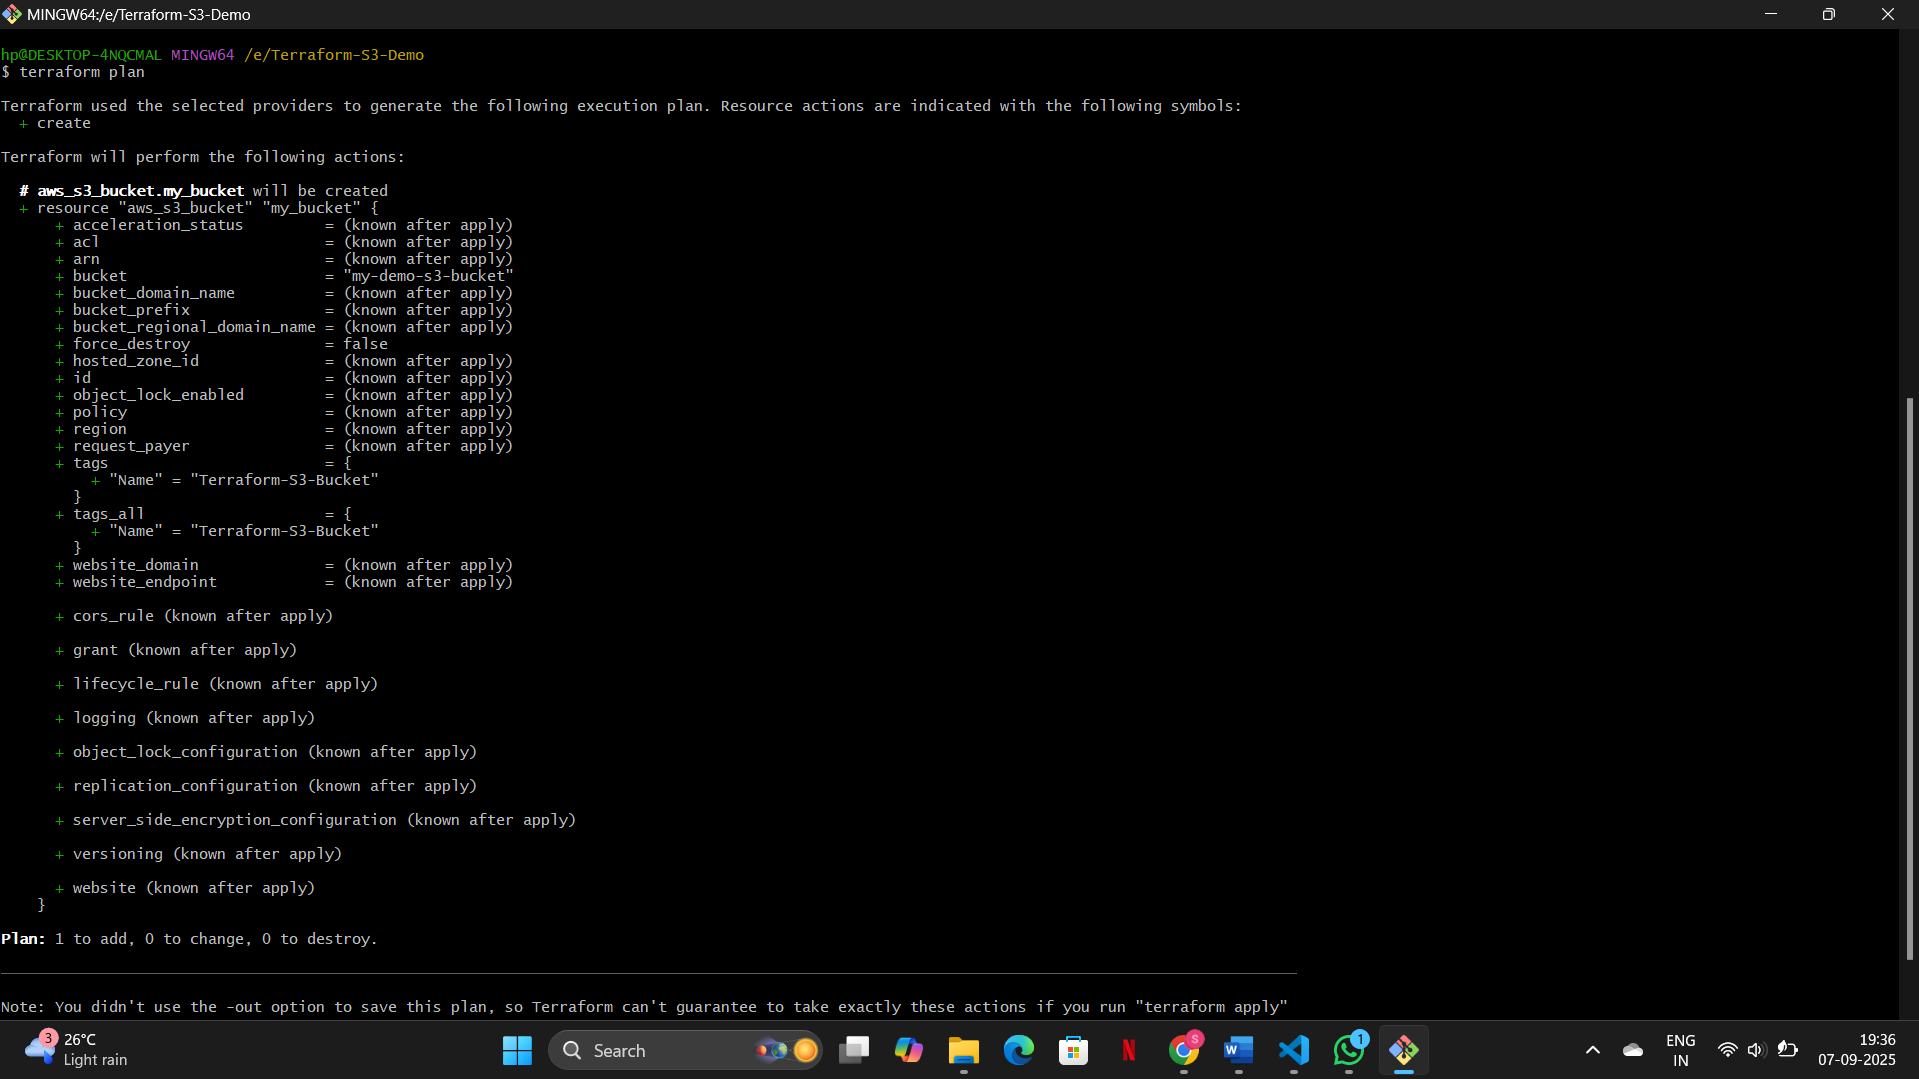 MINGW64:/e/Terraform-S3-Demo
hp@DESKTOP-4NQCMAL MINGW64 /e/Terraform-S3-Demo
$ terraform plan
Terraform used the selected providers to generate the following execution plan. Resource actions are indicated with the following symbols:
+ create
Terraform will perform the following actions:
# aws_s3_bucket.my_bucket will be created
+ resource "aws_s3_bucket" "my_bucket" {
+ acceleration_status = (known after apply)
+ acl = (known after apply)
+ arn = (known after apply)
+ bucket = "my-demo-s3-bucket"
+ bucket_domain_name = (known after apply)
+ bucket_prefix = (known after apply)
+ bucket_regional_domain_name = (known after apply)
+ force_destroy = false
+ hosted_zone_id = (known after apply)
+ id = (known after apply)
+ object_lock_enabled = (known after apply)
+ policy = (known after apply)
+ region = (known after apply)
+ request_payer = (known after apply)
+ tags = {
+ "Name" = "Terraform-S3-Bucket"
}
+ tags_all = {
+ "Name" = "Terraform-S3-Bucket"
}
+ website_domain = (known after apply)
+ website_endpoint = (known after apply)
+ cors_rule (known after apply)
+ grant (known after apply)
+ lifecycle_rule (known after apply)
+ logging (known after apply)
+ object_lock_configuration (known after apply)
+ replication_configuration (known after apply)
+ server_side_encryption_configuration (known after apply)
+ versioning (known after apply)
+ website (known after apply)
}
Plan: 1 to add, 0 to change, 0 to destroy.
Note: You didn't use the -out option to save this plan, so Terraform can't guarantee to take exactly these actions if you run "terraform apply"
3
26°C
Light rain
Search
N
S
W
1
ENG
IN
19:36
07-09-2025